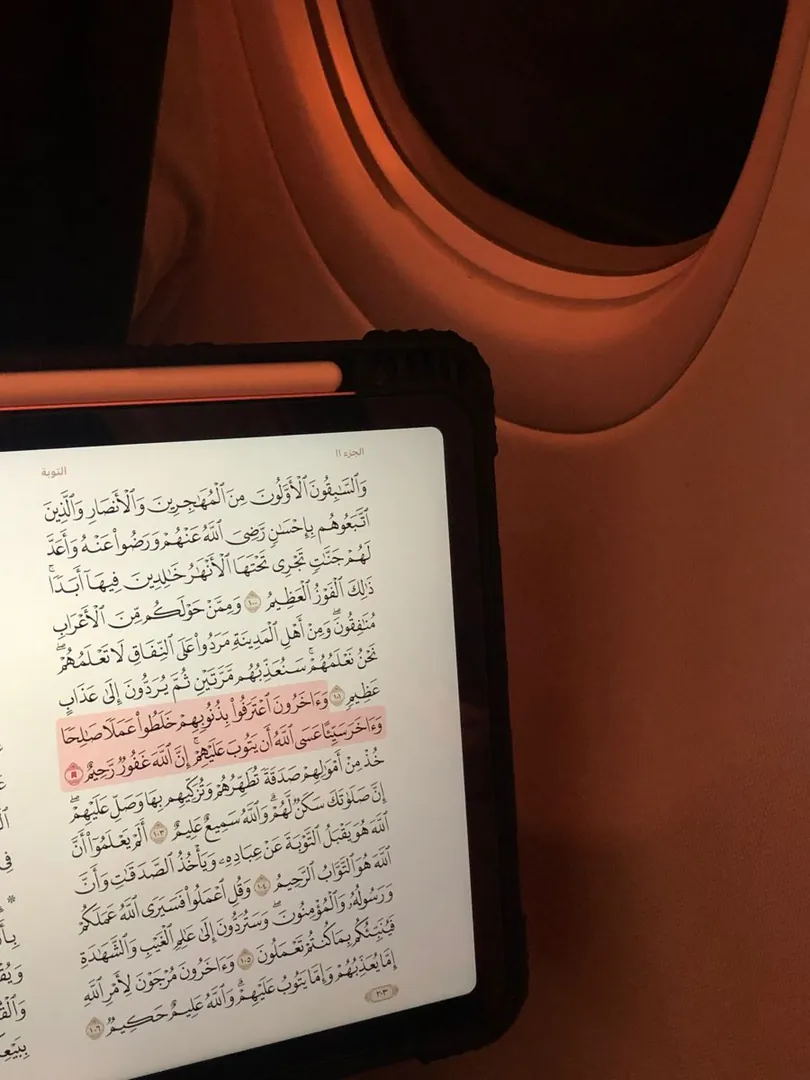 الجزء ١١
التوبة
وَٱلسَّٰبِقُونَ ٱلْأَوَّلُونَ مِنَ ٱلْمُهَٰجِرِينَ وَٱلْأَنصَارِ وَٱلَّذِينَ
ٱتَّبَعُوهُم بِإِحْسَٰنٍ رَّضِىَ ٱللَّهُ عَنْهُمْ وَرَضُوا۟ عَنْهُ وَأَعَدَّ
لَهُمْ جَنَّٰتٍ تَجْرِى تَحْتَهَا ٱلْأَنْهَٰرُ خَٰلِدِينَ فِيهَآ أَبَدًا ۚ
ذَٰلِكَ ٱلْفَوْزُ ٱلْعَظِيمُ ١٠٠ وَمِمَّنْ حَوْلَكُم مِّنَ ٱلْأَعْرَابِ
مُنَٰفِقُونَ ۖ وَمِنْ أَهْلِ ٱلْمَدِينَةِ مَرَدُوا۟ عَلَى ٱلنِّفَاقِ لَا تَعْلَمُهُمْ ۖ
نَحْنُ نَعْلَمُهُمْ ۚ سَنُعَذِّبُهُم مَّرَّتَيْنِ ثُمَّ يُرَدُّونَ إِلَىٰ عَذَابٍ
عَظِيمٍ ١٠١ وَءَاخَرُونَ ٱعْتَرَفُوا۟ بِذُنُوبِهِمْ خَلَطُوا۟ عَمَلًا صَٰلِحًا
وَءَاخَرَ سَيِّئًا عَسَى ٱللَّهُ أَن يَتُوبَ عَلَيْهِمْ ۚ إِنَّ ٱللَّهَ غَفُورٌ رَّحِيمٌ
خُذْ مِنْ أَمْوَٰلِهِمْ صَدَقَةً تُطَهِّرُهُمْ وَتُزَكِّيهِم بِهَا وَصَلِّ عَلَيْهِمْ ۖ
إِنَّ صَلَوٰتَكَ سَكَنٌ لَّهُمْ ۗ وَٱللَّهُ سَمِيعٌ عَلِيمٌ ١٠٣ أَلَمْ يَعْلَمُوٓا۟ أَنَّ
ٱللَّهَ هُوَ يَقْبَلُ ٱلتَّوْبَةَ عَنْ عِبَادِهِۦ وَيَأْخُذُ ٱلصَّدَقَٰتِ وَأَنَّ
ٱللَّهَ هُوَ ٱلتَّوَّابُ ٱلرَّحِيمُ ١٠٤ وَقُلِ ٱعْمَلُوا۟ فَسَيَرَى ٱللَّهُ عَمَلَكُمْ
وَرَسُولُهُۥ وَٱلْمُؤْمِنُونَ ۖ وَسَتُرَدُّونَ إِلَىٰ عَٰلِمِ ٱلْغَيْبِ وَٱلشَّهَٰدَةِ
فَيُنَبِّئُكُم بِمَا كُنتُمْ تَعْمَلُونَ ١٠٥ وَءَاخَرُونَ مُرْجَوْنَ لِأَمْرِ ٱللَّهِ
إِمَّا يُعَذِّبُهُمْ وَإِمَّا يَتُوبُ عَلَيْهِمْ ۗ وَٱللَّهُ عَلِيمٌ حَكِيمٌ ١٠٦
٢٠٣